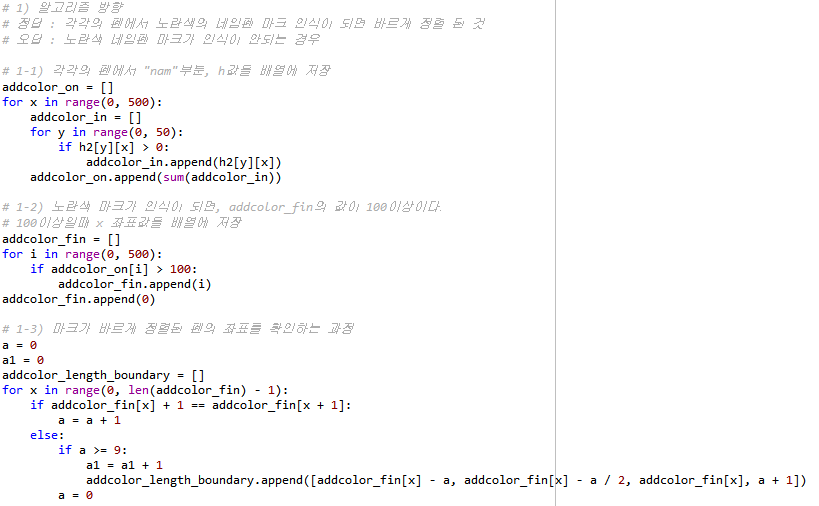 # 1) 알고리즘 방향
# 정답 : 각각의 펜에서 노란색의 네임펜 마크 인식이 되면 바르게 정렬 된 것
# 오답 : 노란색 네임펜 마크가 인식이 안되는 경우
# 1-1) 각각의 펜에서 "nam"부분, h값을 배열에 저장
addcolor_on = []
for x in range(0, 500):
    addcolor_in = []
    for y in range(0, 50):
        if h2[y][x] > 0:
            addcolor_in.append(h2[y][x])
    addcolor_on.append(sum(addcolor_in))
# 1-2) 노란색 마크가 인식이 되면, addcolor_fin의 값이 100이상이다.
# 100이상일때 x 좌표값을 배열에 저장
addcolor_fin = []
for i in range(0, 500):
    if addcolor_on[i] > 100:
        addcolor_fin.append(i)
addcolor_fin.append(0)
# 1-3) 마크가 바르게 정렬된 펜의 좌표를 확인하는 과정
a = 0
a1 = 0
addcolor_length_boundary = []
for x in range(0, len(addcolor_fin) - 1):
    if addcolor_fin[x] + 1 == addcolor_fin[x + 1]:
        a = a + 1
    else:
        if a >= 9:
            a1 = a1 + 1
            addcolor_length_boundary.append([addcolor_fin[x] - a, addcolor_fin[x] - a / 2, addcolor_fin[x], a + 1])
        a = 0